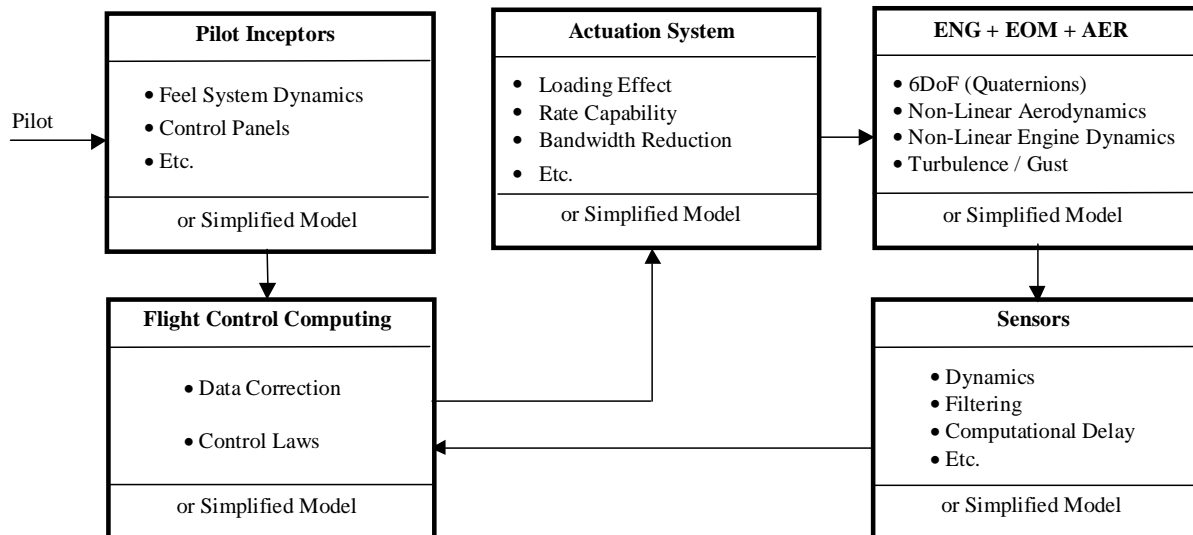 Pilot
Pilot Inceptors
• Feel System Dynamics
• Control Panels
• Etc.
or Simplified Model
Actuation System
• Loading Effect
• Rate Capability
• Bandwidth Reduction
• Etc.
or Simplified Model
ENG + EOM + AER
• 6DoF (Quaternions)
• Non-Linear Aerodynamics
• Non-Linear Engine Dynamics
• Turbulence / Gust
or Simplified Model
Flight Control Computing
• Data Correction
• Control Laws
or Simplified Model
Sensors
• Dynamics
• Filtering
• Computational Delay
• Etc.
or Simplified Model